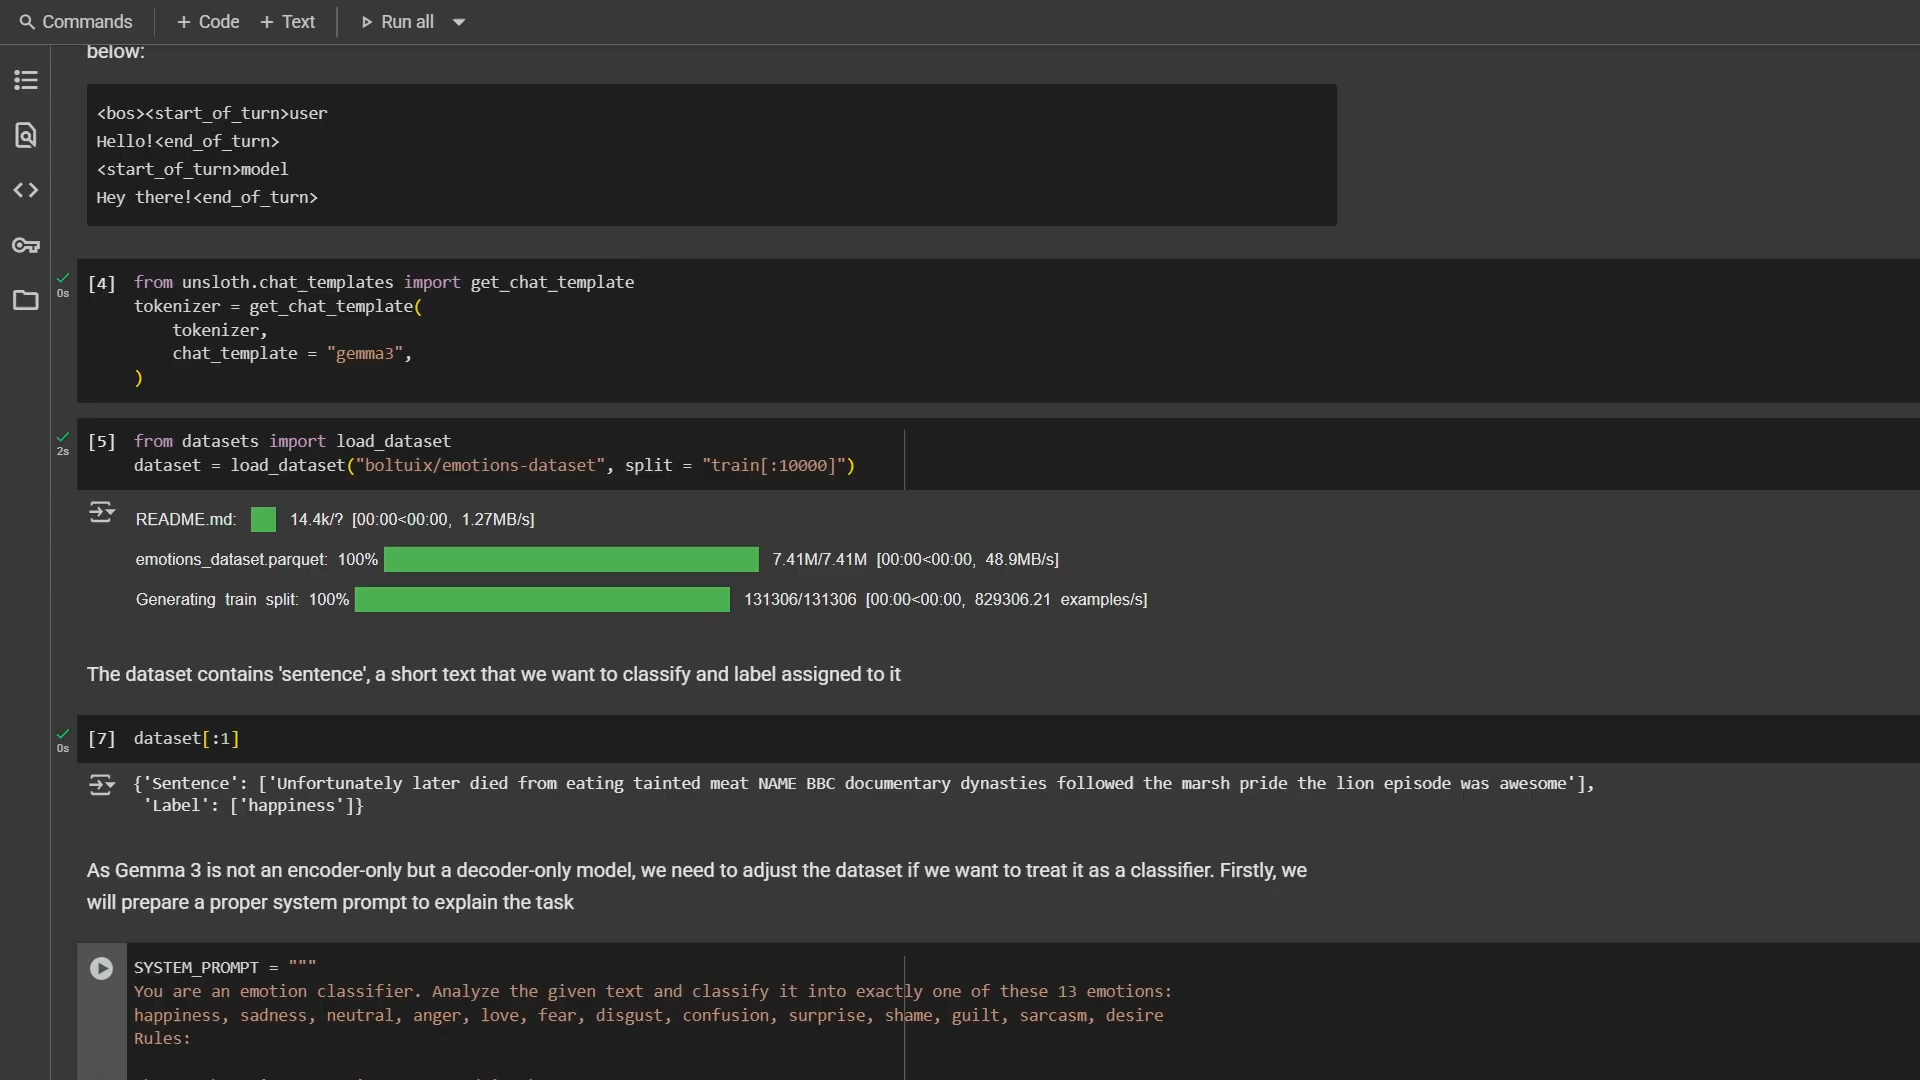 Commands + Code + Text Run all
below:
<bos><start_of_turn>user
Hello!<end_of_turn>
<start_of_turn>model
Hey there!<end_of_turn>
0s
[4] from unsloth.chat_templates import get_chat_template
tokenizer = get_chat_template(
tokenizer,
chat_template = "gemma3",
)
2s
[5] from datasets import load_dataset
dataset = load_dataset("boltuix/emotions-dataset", split = "train[:10000]")
README.md: 14.4k/? [00:00<00:00, 1.27MB/s]
emotions_dataset.parquet: 100% 7.41M/7.41M [00:00<00:00, 48.9MB/s]
Generating train split: 100% 131306/131306 [00:00<00:00, 829306.21 examples/s]
The dataset contains 'sentence', a short text that we want to classify and label assigned to it
0s
[7] dataset[:1]
{'Sentence': ['Unfortunately later died from eating tainted meat NAME BBC documentary dynasties followed the marsh pride the lion episode was awesome'],
'Label': ['happiness']}
As Gemma 3 is not an encoder-only but a decoder-only model, we need to adjust the dataset if we want to treat it as a classifier. Firstly, we
will prepare a proper system prompt to explain the task
SYSTEM_PROMPT = """
You are an emotion classifier. Analyze the given text and classify it into exactly one of these 13 emotions:
happiness, sadness, neutral, anger, love, fear, disgust, confusion, surprise, shame, guilt, sarcasm, desire
Rules: